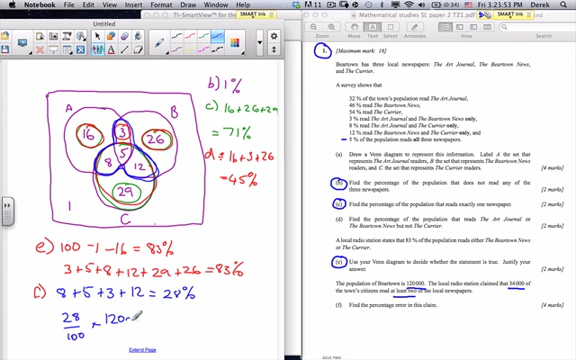 Notebook File Edit View Insert Format Window Help
(0:34) Fri 3:23:53 PM Derek
TI-SmartView
SMART Ink
Mathematical studies SL paper 2 TZ1.pdf
SMART Ink
Untitled
Untitled
A
B
16
3
26
5
8
12
29
1
C
b) 1%
c) 16+26+29
= 71%
d = 16+3+26
= 45%
e) 100 -1 -16 = 83%
3+5+8+12+29+26=83%
8+5+3+12 = 28%
28
100
× 120
Extend Page
1. [Maximum mark: 16]
Beartown has three local newspapers: The Art Journal, The Beartown News,
and The Currier.
A survey shows that
32 % of the town's population read The Art Journal,
46 % read The Beartown News,
54 % read The Currier,
3 % read The Art Journal and The Beartown News only,
8 % read The Art Journal and The Currier only,
12 % read The Beartown News and The Currier only, and
5 % of the population reads all three newspapers.
(a) Draw a Venn diagram to represent this information. Label A the set that
represents The Art Journal readers, B the set that represents The Beartown News
readers, and C the set that represents The Currier readers.
[4 marks]
(b) Find the percentage of the population that does not read any of the
three newspapers.
[2 marks]
(c) Find the percentage of the population that reads exactly one newspaper.
[2 marks]
(d) Find the percentage of the population that reads The Art Journal or
The Beartown News but not The Currier.
[2 marks]
A local radio station states that 83 % of the population reads either The Beartown News
or The Currier.
(e) Use your Venn diagram to decide whether the statement is true. Justify your
answer.
[2 marks]
The population of Beartown is 120 000. The local radio station claimed that 34 000
of the town's citizens read at least two of the local newspapers.
(f) Find the percentage error in this claim.
[4 marks]